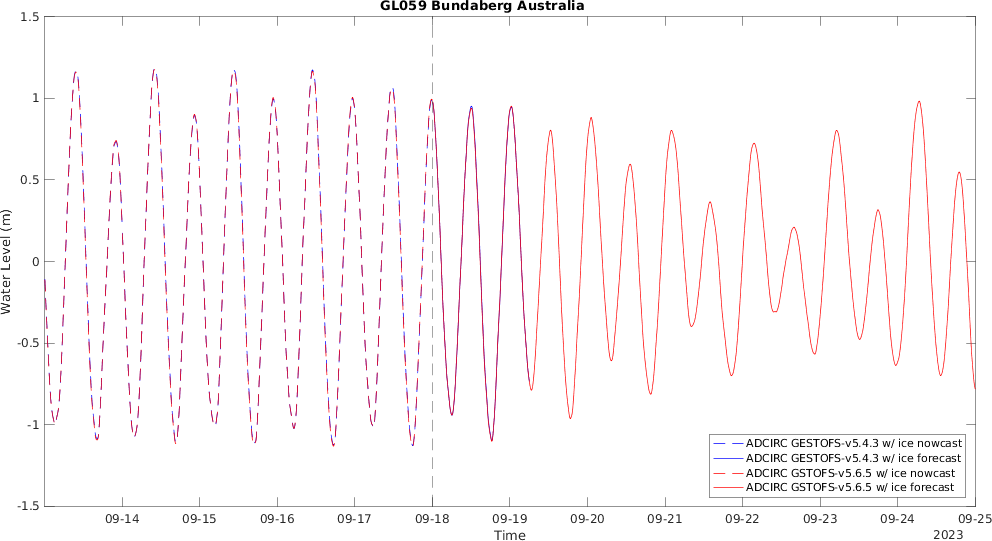 GL059 Bundaberg Australia
1.5
1
0.5
0
-0.5
-1
-1.5
Water Level (m)
09-14 09-15 09-16 09-17 09-18 09-19 09-20 09-21 09-22 09-23 09-24 09-25
Time
2023
ADCIRC GESTOFS-v5.4.3 w/ ice nowcast
ADCIRC GESTOFS-v5.4.3 w/ ice forecast
ADCIRC GSTOFS-v5.6.5 w/ ice nowcast
ADCIRC GSTOFS-v5.6.5 w/ ice forecast